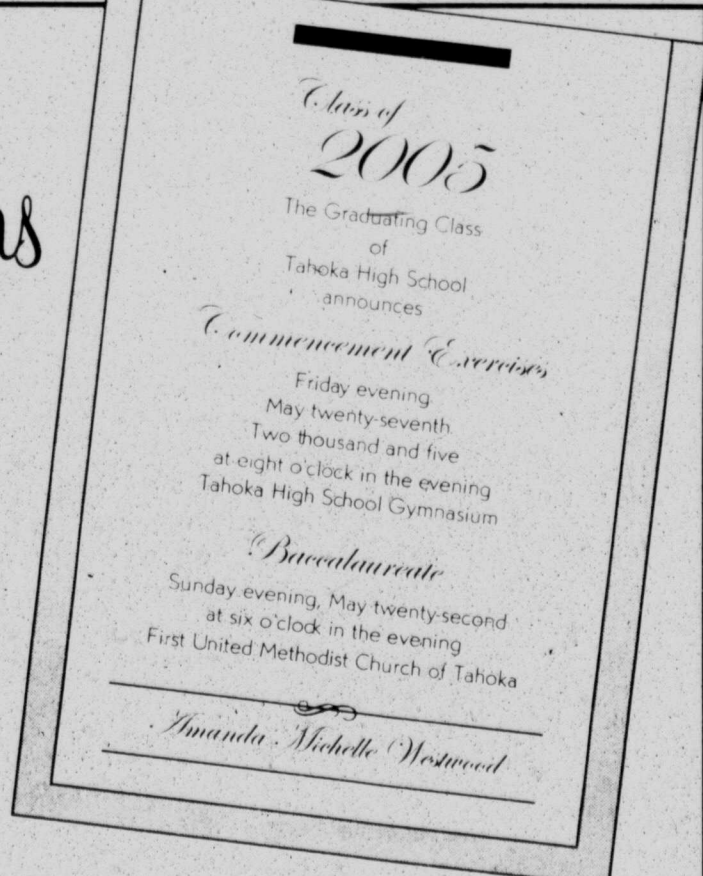 Class of
2005
The Graduating Class
of
Tahoka High School
announces
Commencement Exercises
Friday evening
May twenty-seventh
Two thousand and five
at eight o'clock in the evening
Tahoka High School Gymnasium
Baccalaureate
Sunday evening, May twenty-second
at six o'clock in the evening
First United Methodist Church of Tahoka
Amanda Michelle Westwood